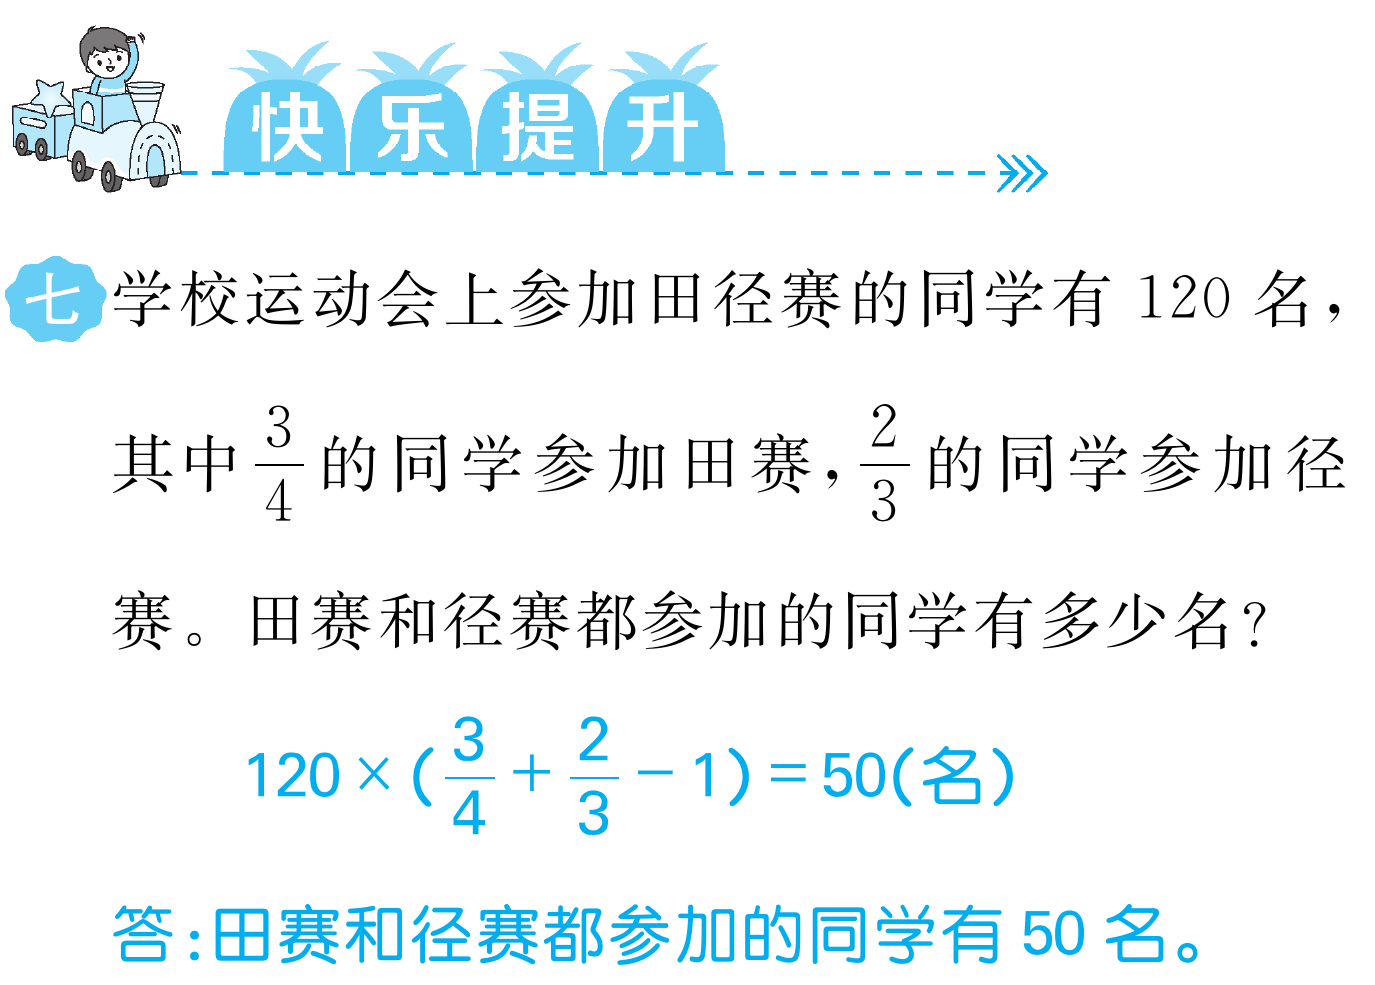 快乐提升
七 学校运动会上参加田径赛的同学有 120 名，
其中 3/4 的同学参加田赛，2/3 的同学参加径
赛。田赛和径赛都参加的同学有多少名？
120 × (3/4 + 2/3 − 1) = 50(名)
答：田赛和径赛都参加的同学有 50 名。